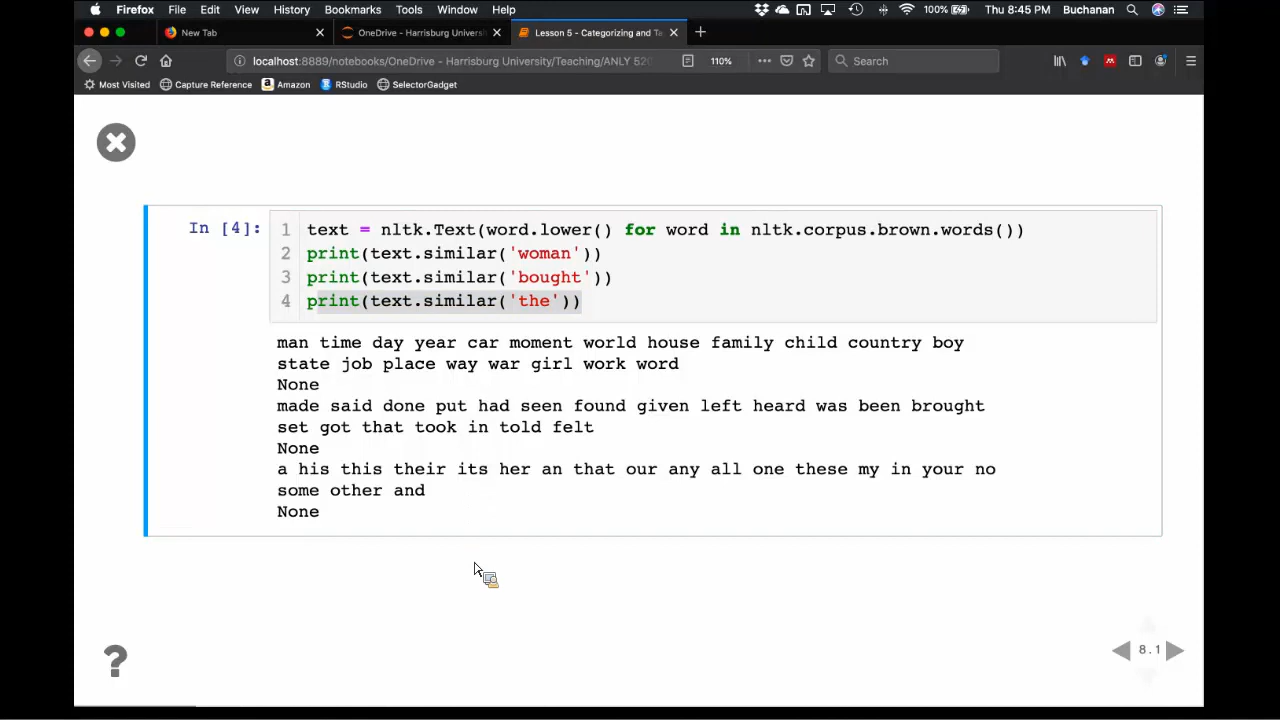 Firefox File Edit View History Bookmarks Tools Window Help 100% Thu 8:45 PM Buchanan
New Tab OneDrive - Harrisburg Univers Lesson 5 - Categorizing and Ta
localhost:8889/notebooks/OneDrive - Harrisburg University/Teaching/ANLY 520 110% Search
Most Visited Capture Reference Amazon RStudio SelectorGadget
In [4]:
1 text = nltk.Text(word.lower() for word in nltk.corpus.brown.words())
2 print(text.similar('woman'))
3 print(text.similar('bought'))
4 print(text.similar('the'))
man time day year car moment world house family child country boy
state job place way war girl work word
None
made said done put had seen found given left heard was been brought
set got that took in told felt
None
a his this their its her an that our any all one these my in your no
some other and
None
?
8.1